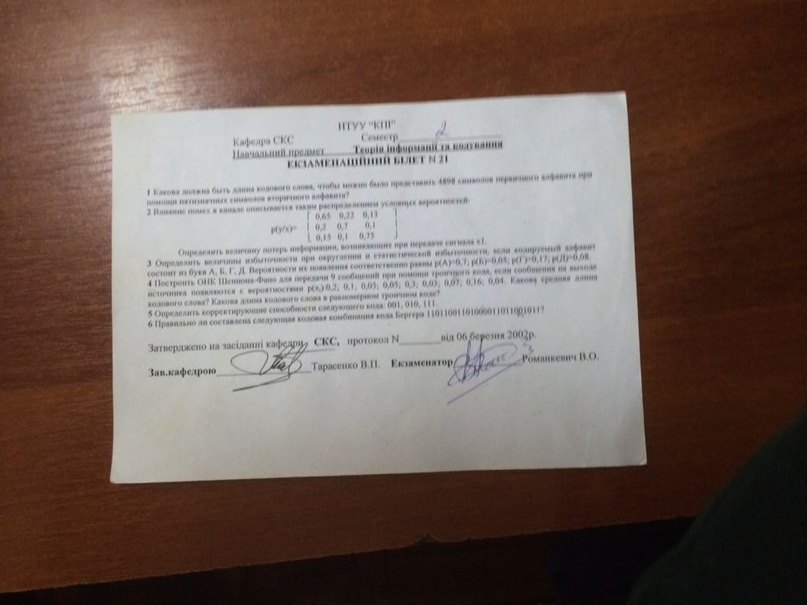 НТУУ "КПІ"
Кафедра СКС Семестр 2
Навчальний предмет Теорія інформації та кодування
ЕКЗАМЕНАЦІЙНИЙ БІЛЕТ N 21
1 Какова должна быть длина кодового слова, чтобы можно было представить 4898 символов первичного алфавита при
помощи пятизначных символов вторичного алфавита?
2 Влияние помех в канале описывается таким распределением условных вероятностей
0,65 0,22 0,13
p(y/x)= 0,2 0,7 0,1
0,15 0,1 0,75
Определить величину потерь информации, возникающих при передаче сигнала x1.
3 Определить величины избыточности при округлении и статистической избыточности, если кодируемый алфавит
состоит из букв А, Б, Г, Д. Вероятности их появления соответственно равны р(А)=0,7; р(Б)=0,05; р(Г)=0,17; р(Д)=0,08.
4 Построить ОНК Шеннона-Фано для передачи 9 сообщений при помощи троичного кода, если сообщения на выходе
источника появляются с вероятностями p(xi):0,2; 0,1; 0,05; 0,05; 0,3; 0,03; 0,07; 0,16; 0,04. Какова средняя длина
кодового слова? Какова длина кодового слова в равномерном троичном коде?
5 Определить корректирующие способности следующего кода: 001, 010, 111.
6 Правильно ли составлена следующая кодовая комбинация кода Бергера
Затверджено на засіданні кафедри СКС, протокол N від 06 березня 2002р.
Зав.кафедрою Тарасенко В.П. Екзаменатор Романкевич В.О.